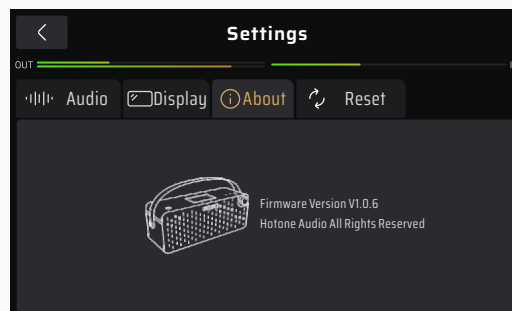 Settings
OUT
Audio Display About Reset
Firmware Version V1.0.6
Hotone Audio All Rights Reserved